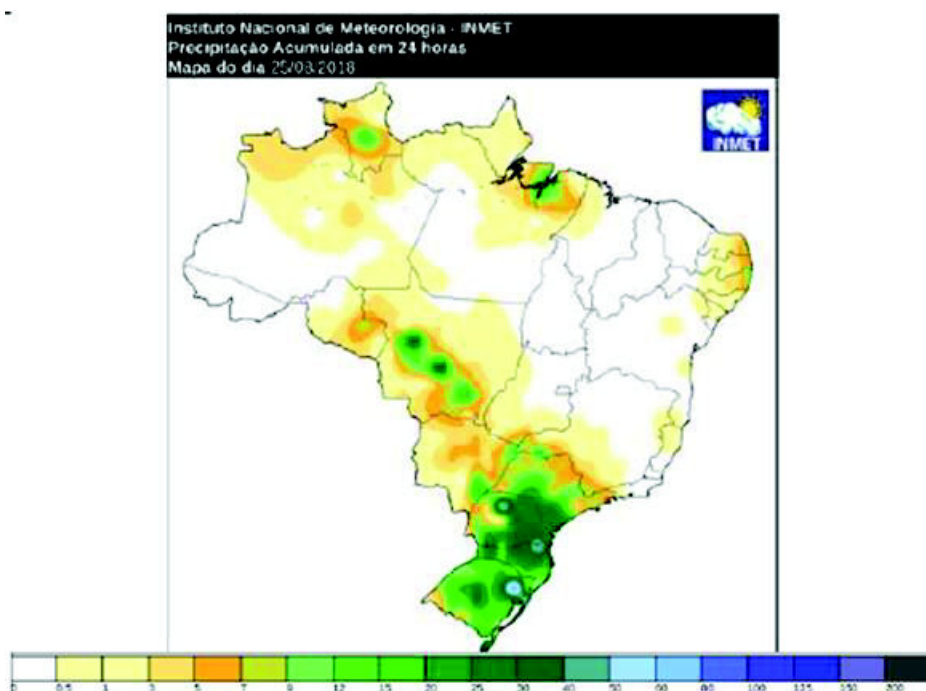 Instituto Nacional de Meteorologia - INMET
Precipitação Acumulada em 24 horas
Mapa do dia 25/08/2018
INMET
0 0,5 1 3 5 7 9 12 15 20 25 30 40 50 60 80 100 125 150 200